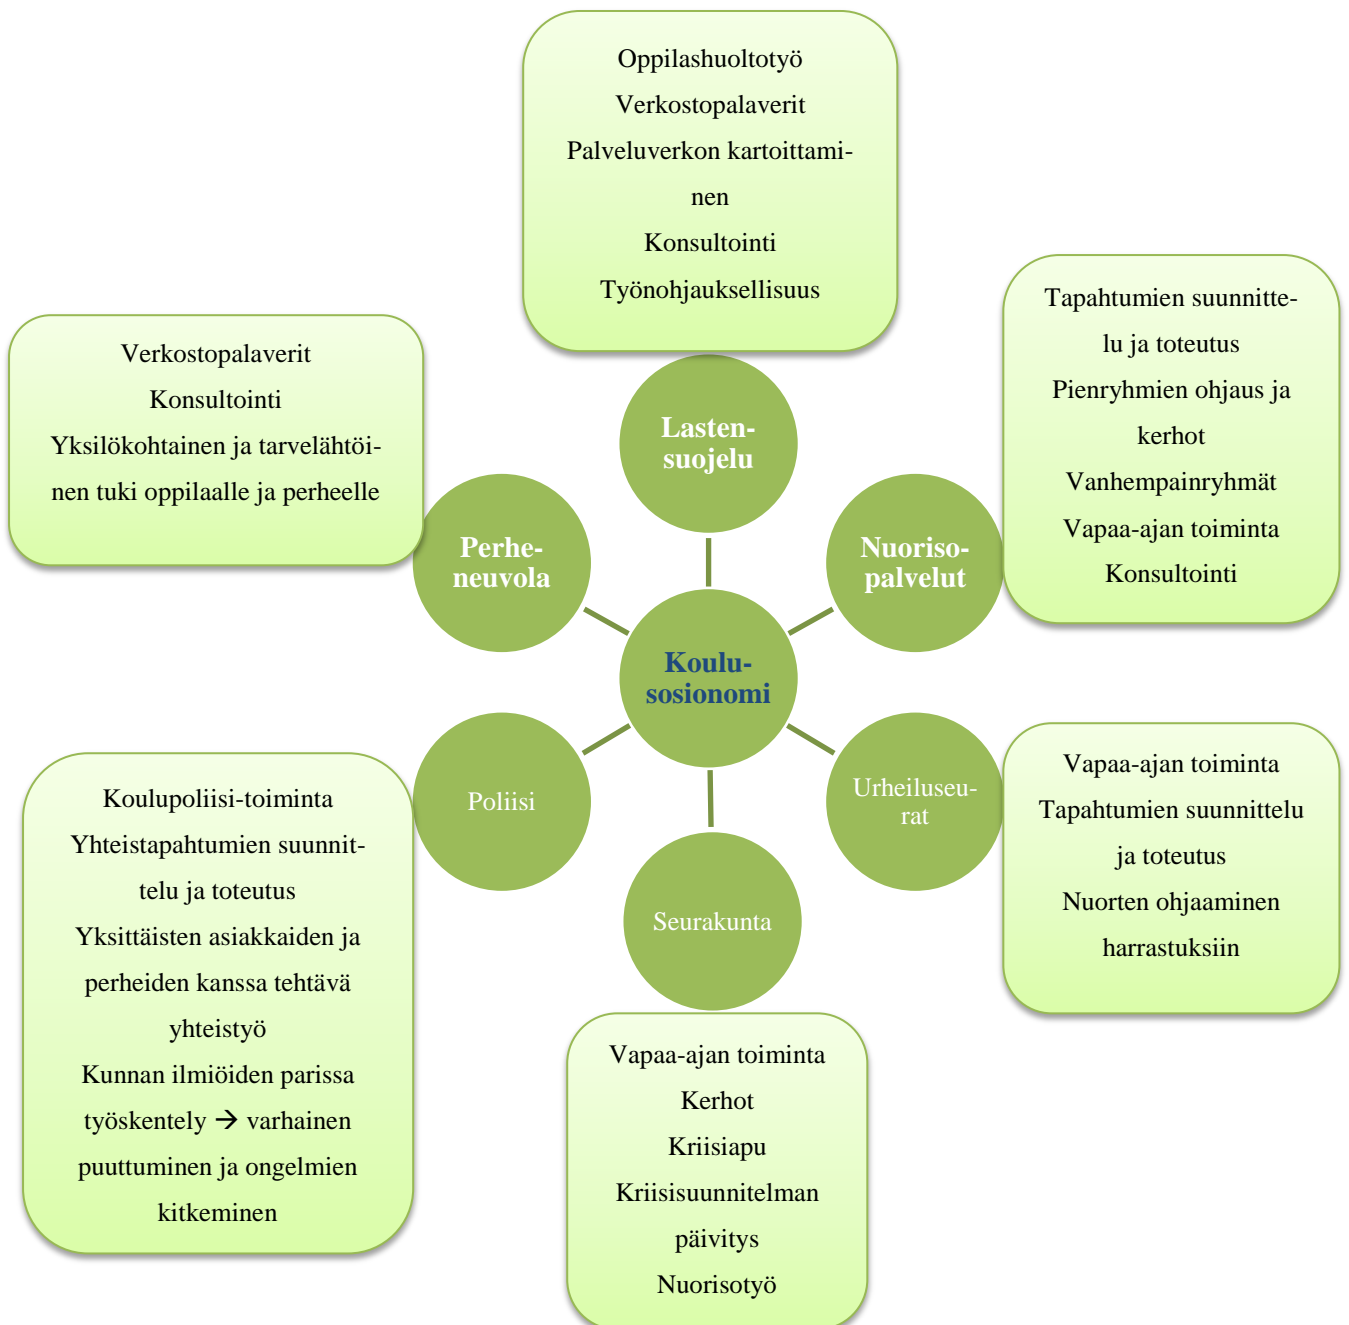 Oppilashuoltotyö
Verkostopalaverit
Palveluverkon kartoittami-
nen
Konsultointi
Työnohjauksellisuus
Tapahtumien suunnitte-
lu ja toteutus
Pienryhmien ohjaus ja
kerhot
Vanhempainryhmät
Vapaa-ajan toiminta
Konsultointi
Verkostopalaverit
Konsultointi
Yksilökohtainen ja tarvelähtöi-
nen tuki oppilaalle ja perheelle
Lasten-
suojelu
Perhe-
neuvola
Nuoriso-
palvelut
Koulu-
sosionomi
Poliisi
Urheiluseu-
rat
Seurakunta
Koulupoliisi-toiminta
Yhteistapahtumien suunnit-
telu ja toteutus
Yksittäisten asiakkaiden ja
perheiden kanssa tehtävä
yhteistyö
Kunnan ilmiöiden parissa
työskentely → varhainen
puuttuminen ja ongelmien
kitkeminen
Vapaa-ajan toiminta
Tapahtumien suunnittelu
ja toteutus
Nuorten ohjaaminen
harrastuksiin
Vapaa-ajan toiminta
Kerhot
Kriisiapu
Kriisisuunnitelman
päivitys
Nuorisotyö